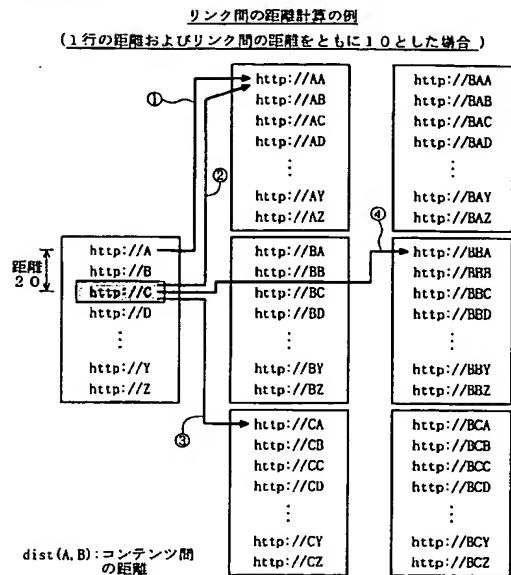 リンク間の距離計算の例
(1行の距離およびリンク間の距離をともに10とした場合)
①
②
③
④
距離
20
http://A
http://B
http://C
http://D
⋮
http://Y
http://Z
http://AA
http://AB
http://AC
http://AD
⋮
http://AY
http://AZ
http://BA
http://BB
http://BC
http://BD
⋮
http://BY
http://BZ
http://CA
http://CB
http://CC
http://CD
⋮
http://CY
http://CZ
http://BAA
http://BAB
http://BAC
http://BAD
⋮
http://BAY
http://BAZ
http://BBA
http://BBB
http://BBC
http://BBD
⋮
http://BBY
http://BBZ
http://BCA
http://BCB
http://BCC
http://BCD
⋮
http://BCY
http://BCZ
dist(A,B):コンテンツ間
の距離